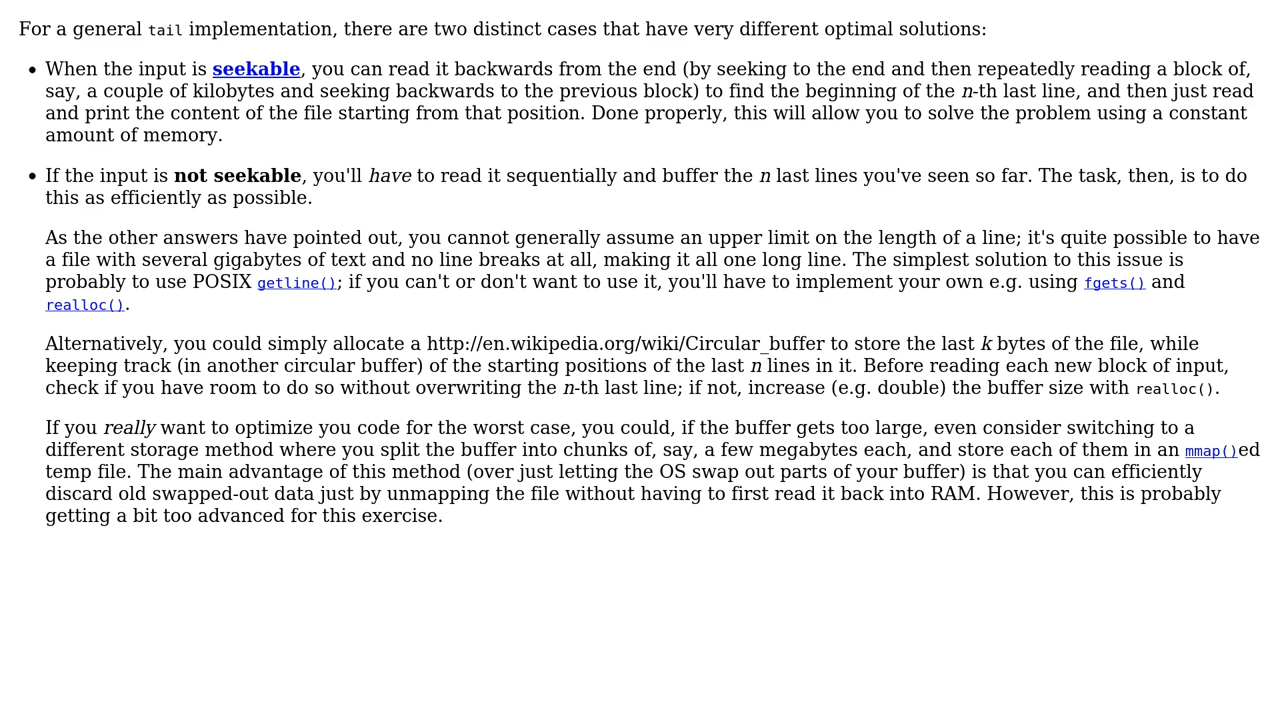 For a general tail implementation, there are two distinct cases that have very different optimal solutions:
• When the input is seekable, you can read it backwards from the end (by seeking to the end and then repeatedly reading a block of,
say, a couple of kilobytes and seeking backwards to the previous block) to find the beginning of the n-th last line, and then just read
and print the content of the file starting from that position. Done properly, this will allow you to solve the problem using a constant
amount of memory.
• If the input is not seekable, you'll have to read it sequentially and buffer the n last lines you've seen so far. The task, then, is to do
this as efficiently as possible.
As the other answers have pointed out, you cannot generally assume an upper limit on the length of a line; it's quite possible to have
a file with several gigabytes of text and no line breaks at all, making it all one long line. The simplest solution to this issue is
probably to use POSIX getline(); if you can't or don't want to use it, you'll have to implement your own e.g. using fgets() and
realloc().
Alternatively, you could simply allocate a http://en.wikipedia.org/wiki/Circular_buffer to store the last k bytes of the file, while
keeping track (in another circular buffer) of the starting positions of the last n lines in it. Before reading each new block of input,
check if you have room to do so without overwriting the n-th last line; if not, increase (e.g. double) the buffer size with realloc().
If you really want to optimize you code for the worst case, you could, if the buffer gets too large, even consider switching to a
different storage method where you split the buffer into chunks of, say, a few megabytes each, and store each of them in an mmap()ed
temp file. The main advantage of this method (over just letting the OS swap out parts of your buffer) is that you can efficiently
discard old swapped-out data just by unmapping the file without having to first read it back into RAM. However, this is probably
getting a bit too advanced for this exercise.